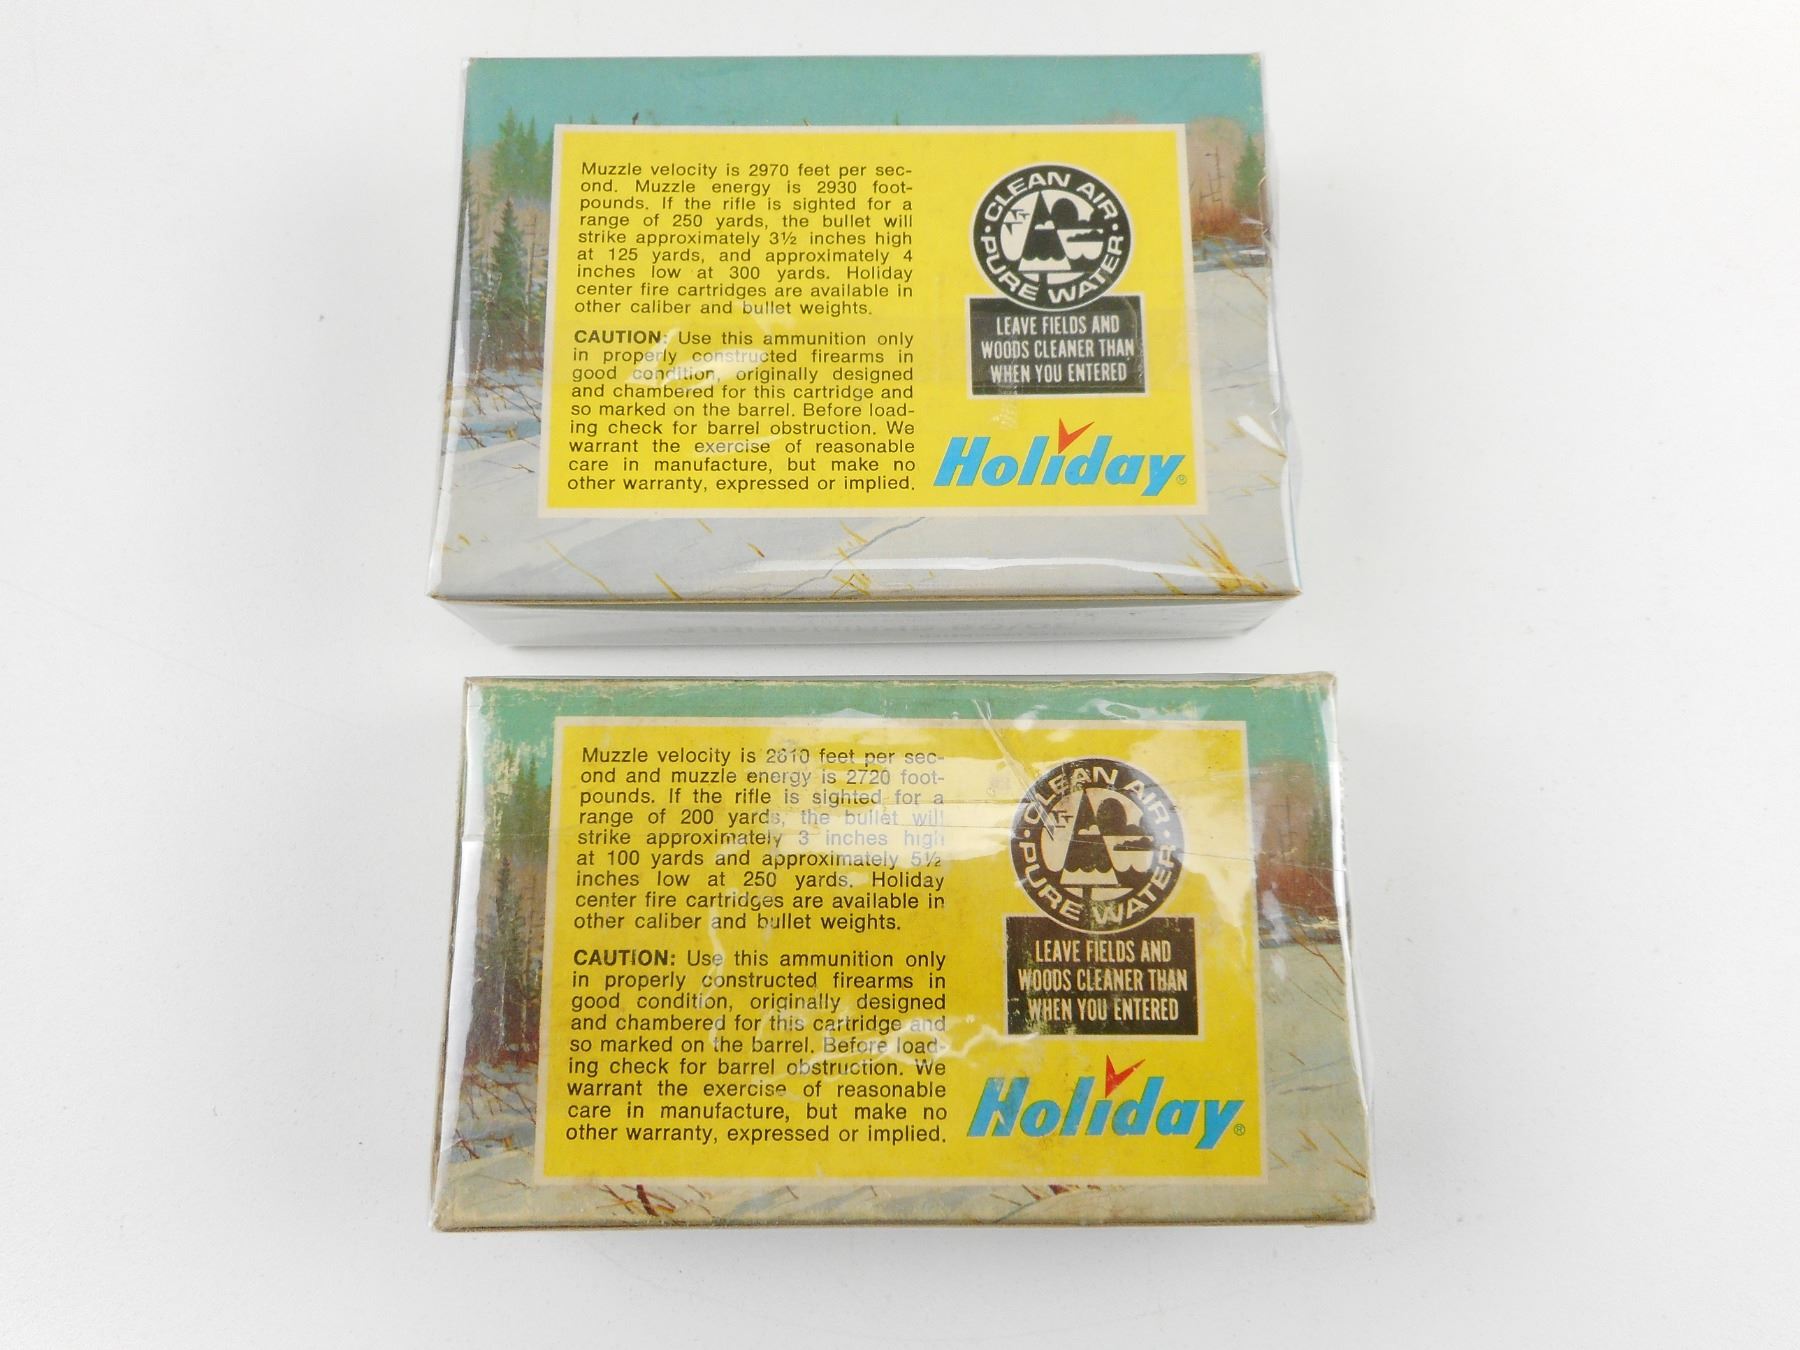 Muzzle velocity is 2970 feet per sec-
ond. Muzzle energy is 2930 foot-
pounds. If the rifle is sighted for a
range of 250 yards, the bullet will
strike approximately 3½ inches high
at 125 yards, and approximately 4
inches low at 300 yards. Holiday
center fire cartridges are available in
other caliber and bullet weights.
CAUTION: Use this ammunition only
in properly constructed firearms in
good condition, originally designed
and chambered for this cartridge and
so marked on the barrel. Before load-
ing check for barrel obstruction. We
warrant the exercise of reasonable
care in manufacture, but make no
other warranty, expressed or implied.
CLEAN AIR •
• PURE WATER
LEAVE FIELDS AND
WOODS CLEANER THAN
WHEN YOU ENTERED
Holiday®
Muzzle velocity is 2610 feet per sec-
ond and muzzle energy is 2720 foot-
pounds. If the rifle is sighted for a
range of 200 yards, the bullet will
strike approximately 3 inches high
at 100 yards and approximately 5½
inches low at 250 yards. Holiday
center fire cartridges are available in
other caliber and bullet weights.
CAUTION: Use this ammunition only
in properly constructed firearms in
good condition, originally designed
and chambered for this cartridge and
so marked on the barrel. Before load-
ing check for barrel obstruction. We
warrant the exercise of reasonable
care in manufacture, but make no
other warranty, expressed or implied.
CLEAN AIR •
• PURE WATER
LEAVE FIELDS AND
WOODS CLEANER THAN
WHEN YOU ENTERED
Holiday®